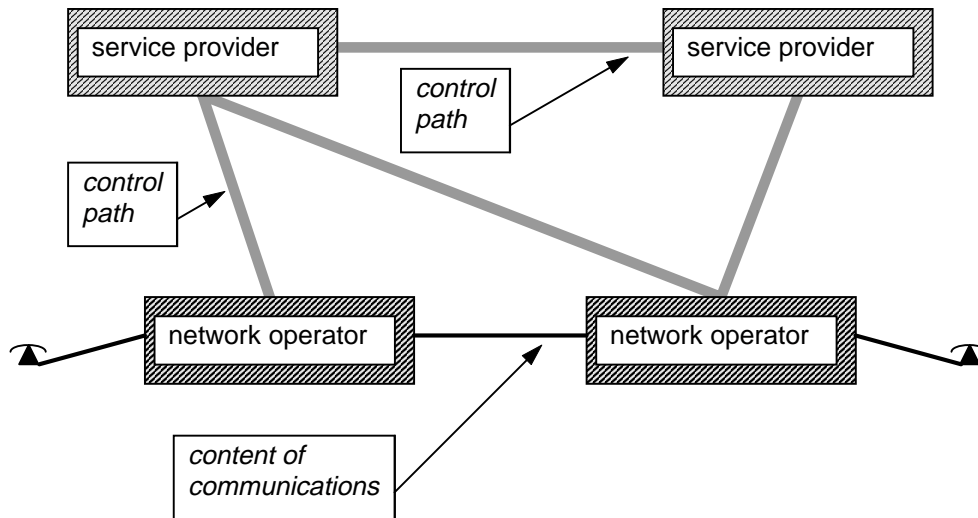 service provider
service provider
control
path
control
path
network operator
network operator
content of
communications